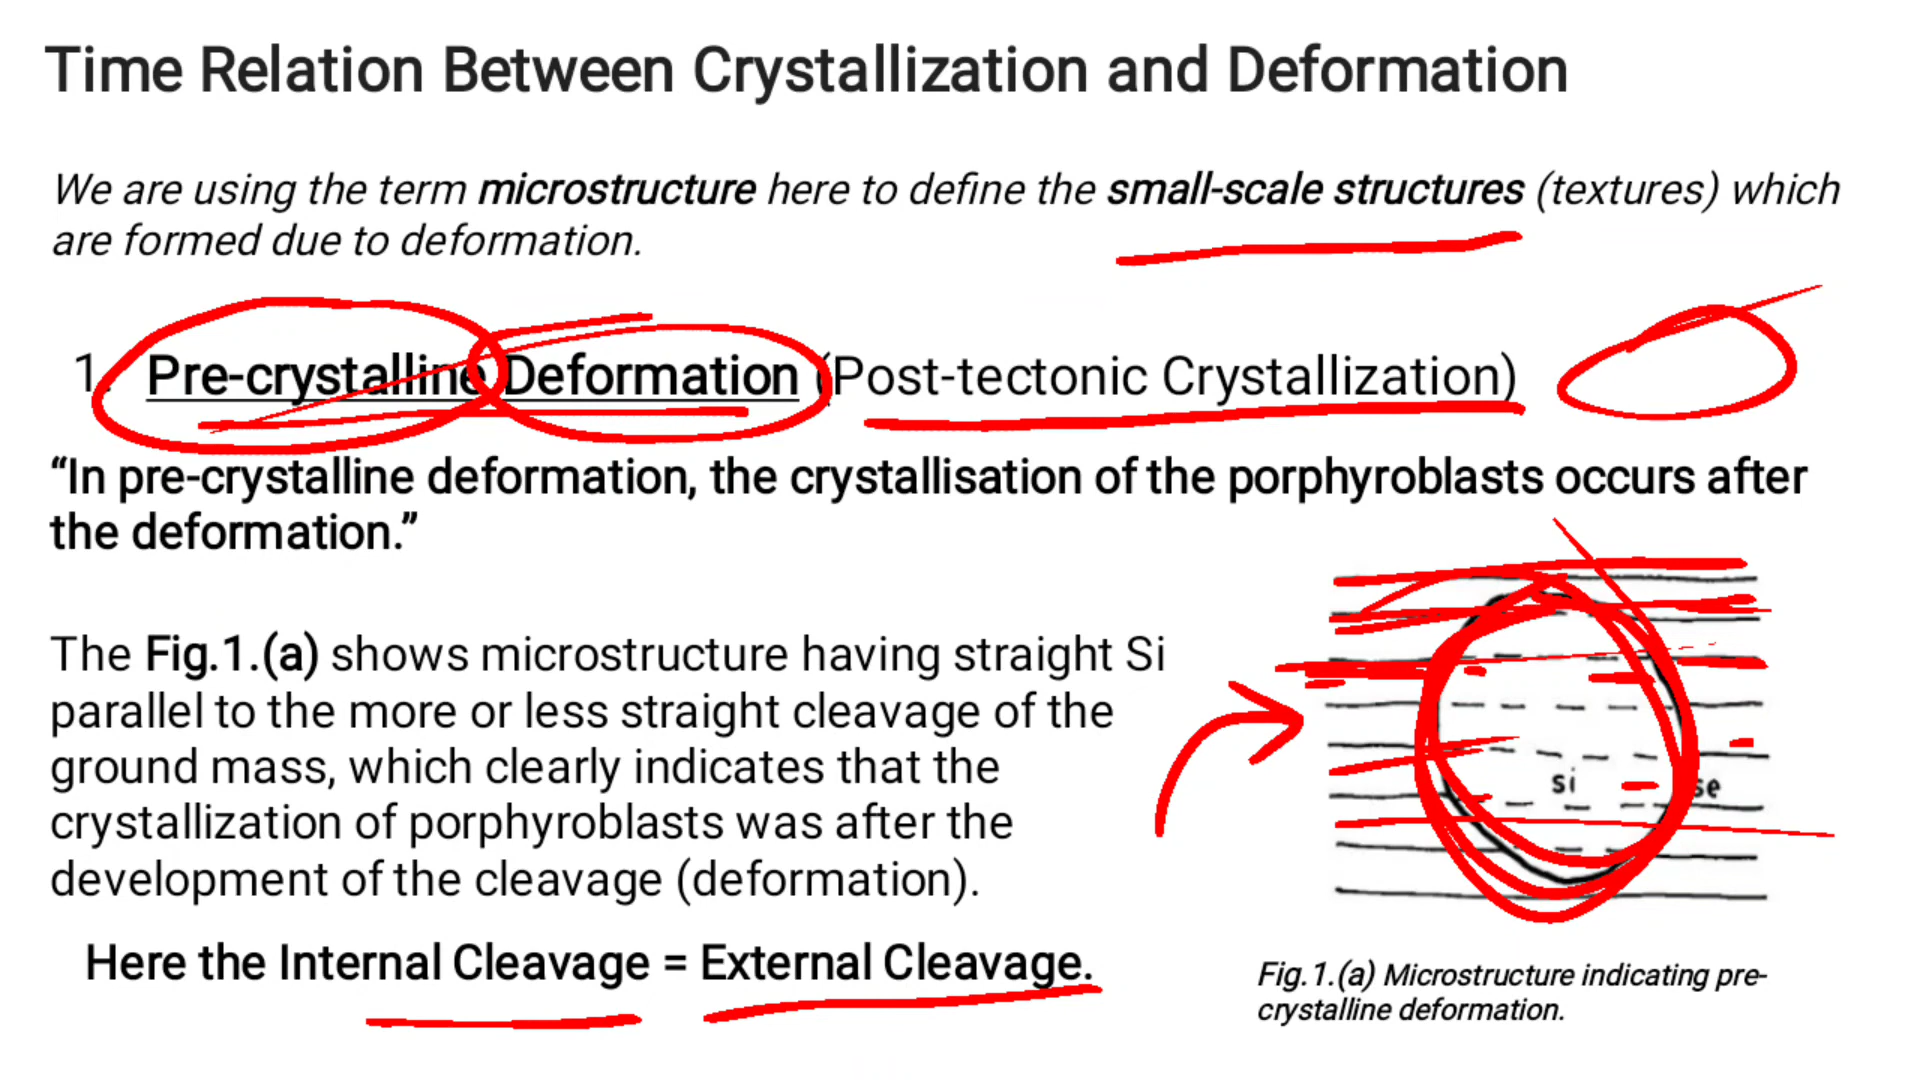 Time Relation Between Crystallization and Deformation
We are using the term microstructure here to define the small-scale structures (textures) which
are formed due to deformation.
1. Pre-crystalline Deformation (Post-tectonic Crystallization)
“In pre-crystalline deformation, the crystallisation of the porphyroblasts occurs after
the deformation.”
The Fig.1.(a) shows microstructure having straight Si
parallel to the more or less straight cleavage of the
ground mass, which clearly indicates that the
crystallization of porphyroblasts was after the
development of the cleavage (deformation).
Here the Internal Cleavage = External Cleavage.
si
se
Fig.1.(a) Microstructure indicating pre-
crystalline deformation.